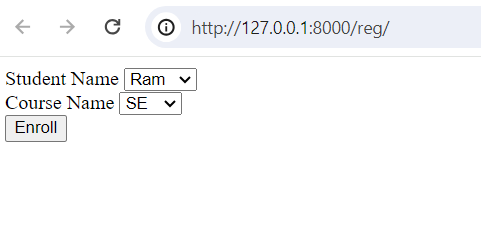 http://127.0.0.1:8000/reg/
Student Name Ram
Course Name SE
Enroll